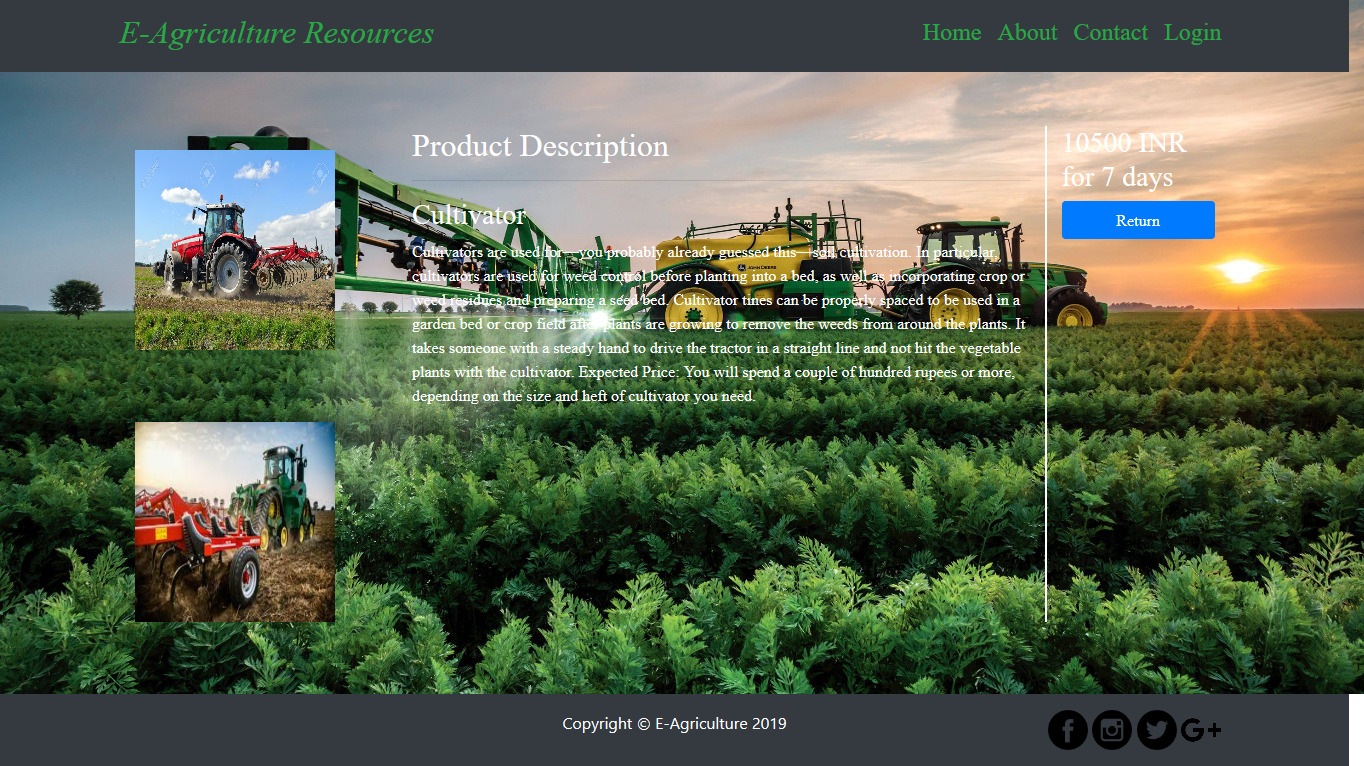 E-Agriculture Resources
Home About Contact Login
Product Description
Cultivator
Cultivators are used for—you probably already guessed this—soil cultivation. In particular,
cultivators are used for weed control before planting into a bed, as well as incorporating crop or
weed residues and preparing a seed bed. Cultivator tines can be properly spaced to be used in a
garden bed or crop field after plants are growing to remove the weeds from around the plants. It
takes someone with a steady hand to drive the tractor in a straight line and not hit the vegetable
plants with the cultivator. Expected Price: You will spend a couple of hundred rupees or more,
depending on the size and heft of cultivator you need.
10500 INR
for 7 days
Return
JOHN DEERE
Copyright © E-Agriculture 2019
f
G+